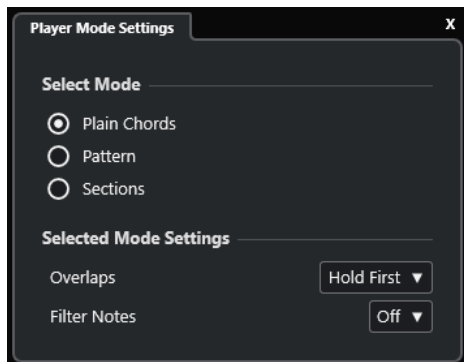 Player Mode Settings X
Select Mode
Plain Chords
Pattern
Sections
Selected Mode Settings
Overlaps Hold First ▼
Filter Notes Off ▼